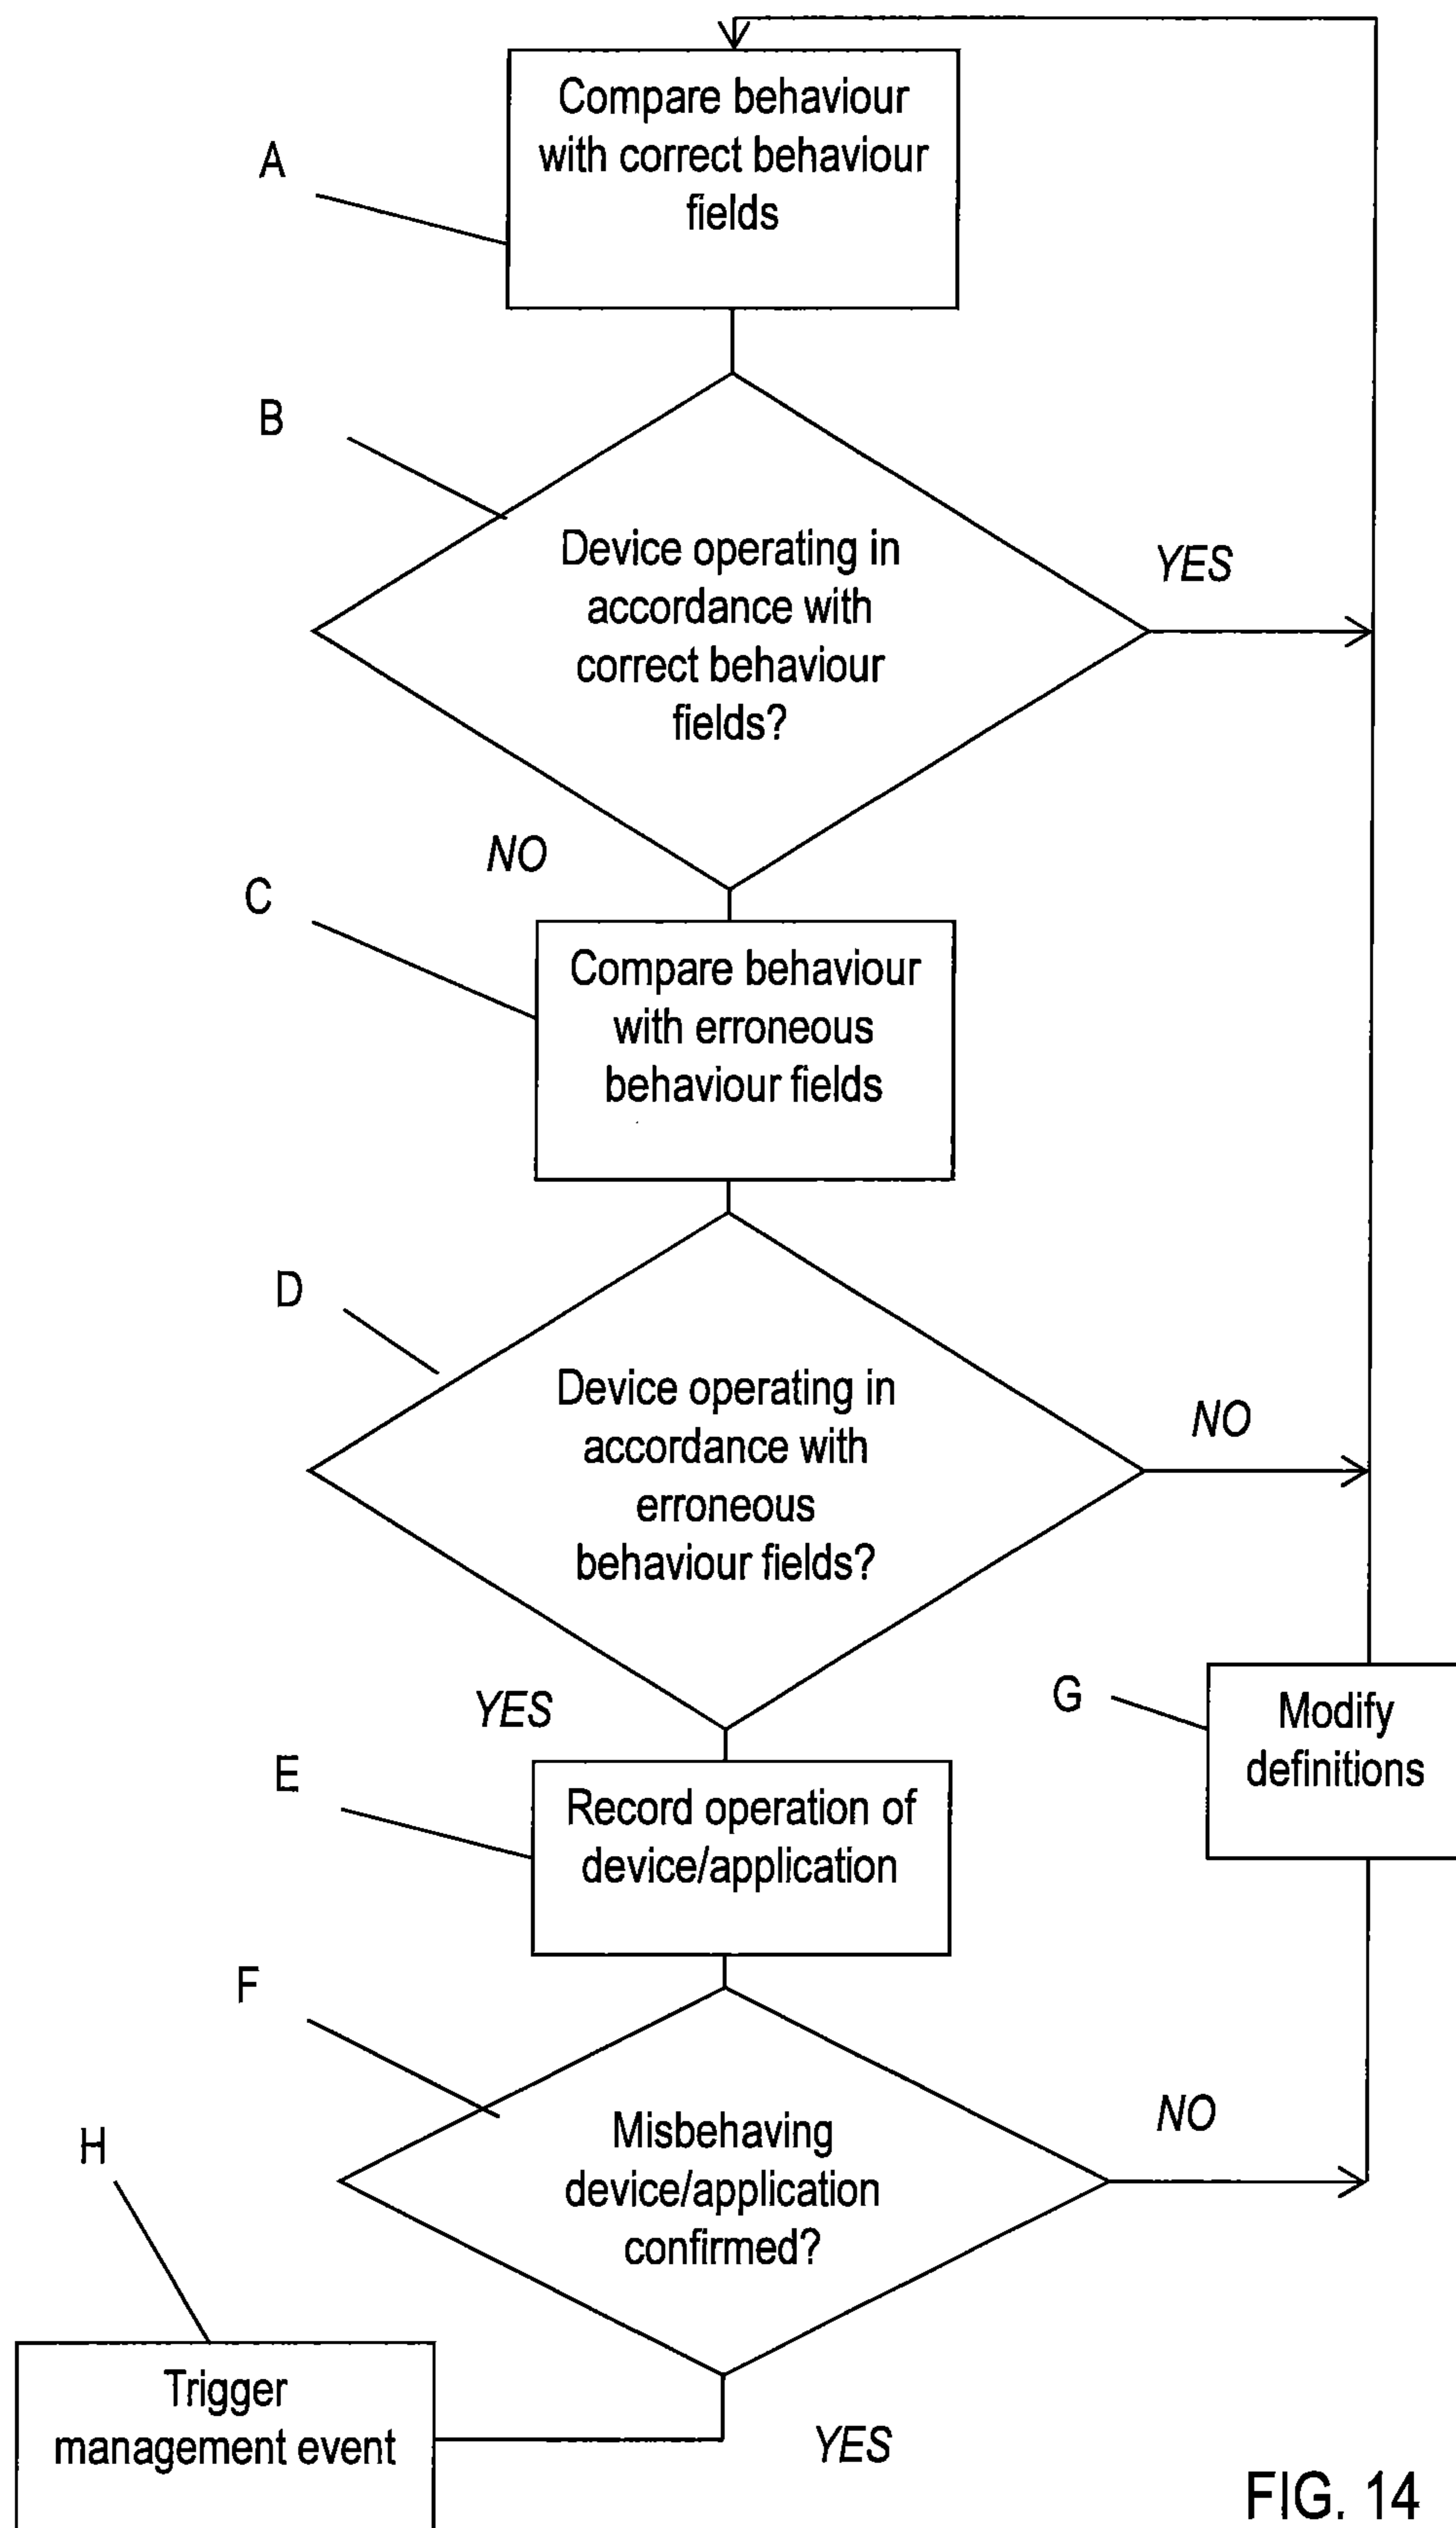 A
Compare behaviour
with correct behaviour
fields
B
Device operating in
accordance with
correct behaviour
fields?
YES
NO
C
Compare behaviour
with erroneous
behaviour fields
D
Device operating in
accordance with
erroneous
behaviour fields?
NO
YES
G
Modify
definitions
E
Record operation of
device/application
F
Misbehaving
device/application
confirmed?
NO
H
Trigger
management event
YES
FIG. 14